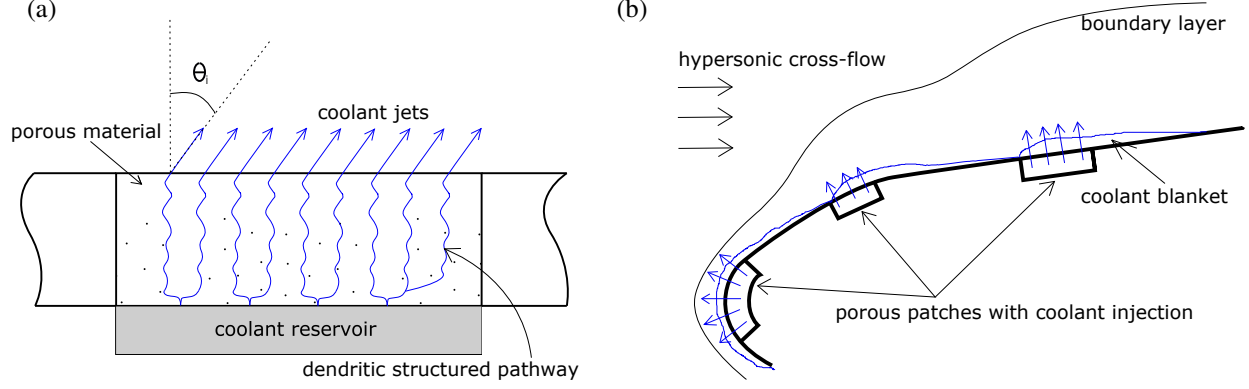 (a)
θi
coolant jets
porous material
coolant reservoir
dendritic structured pathway
(b)
boundary layer
hypersonic cross-flow
coolant blanket
porous patches with coolant injection